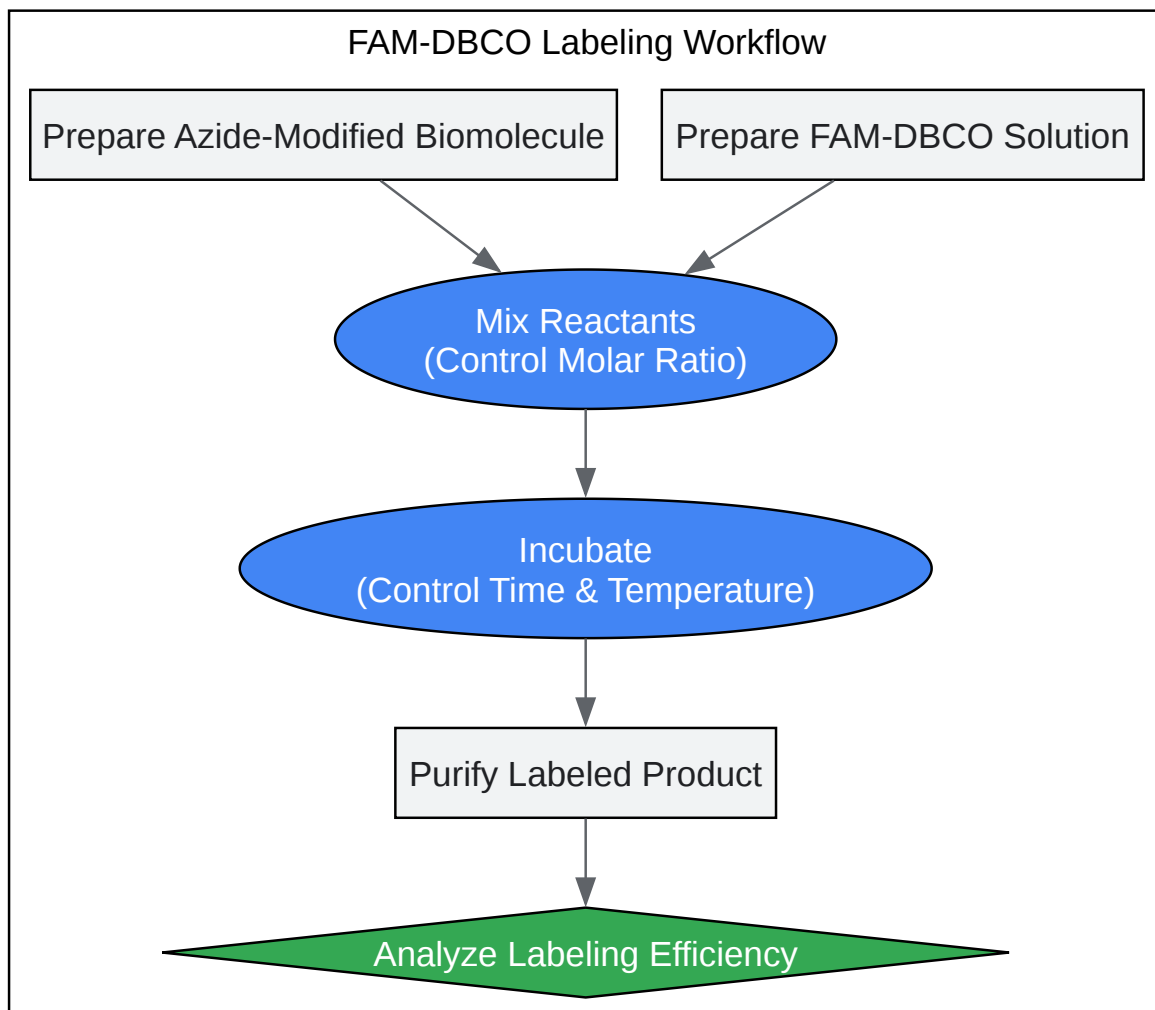 FAM-DBCO Labeling Workflow
Prepare Azide-Modified Biomolecule
Prepare FAM-DBCO Solution
Mix Reactants
(Control Molar Ratio)
Incubate
(Control Time & Temperature)
Purify Labeled Product
Analyze Labeling Efficiency